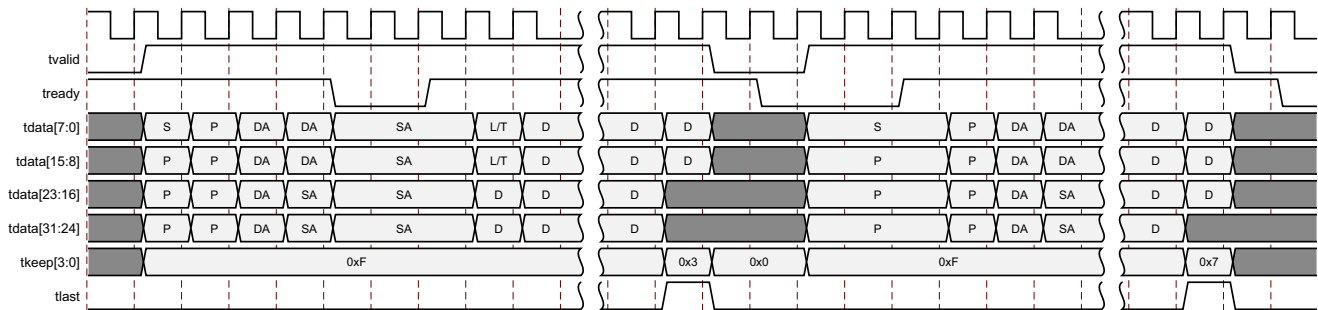 tvalid
tready
tdata[7:0] S P DA DA SA L/T D D D S P DA DA D D
tdata[15:8] P P DA DA SA L/T D D D P P DA DA D D
tdata[23:16] P P DA SA SA D D D P P DA SA D D
tdata[31:24] P P DA SA SA D D D P P DA SA D
tkeep[3:0] 0xF 0x3 0x0 0xF 0x7
tlast